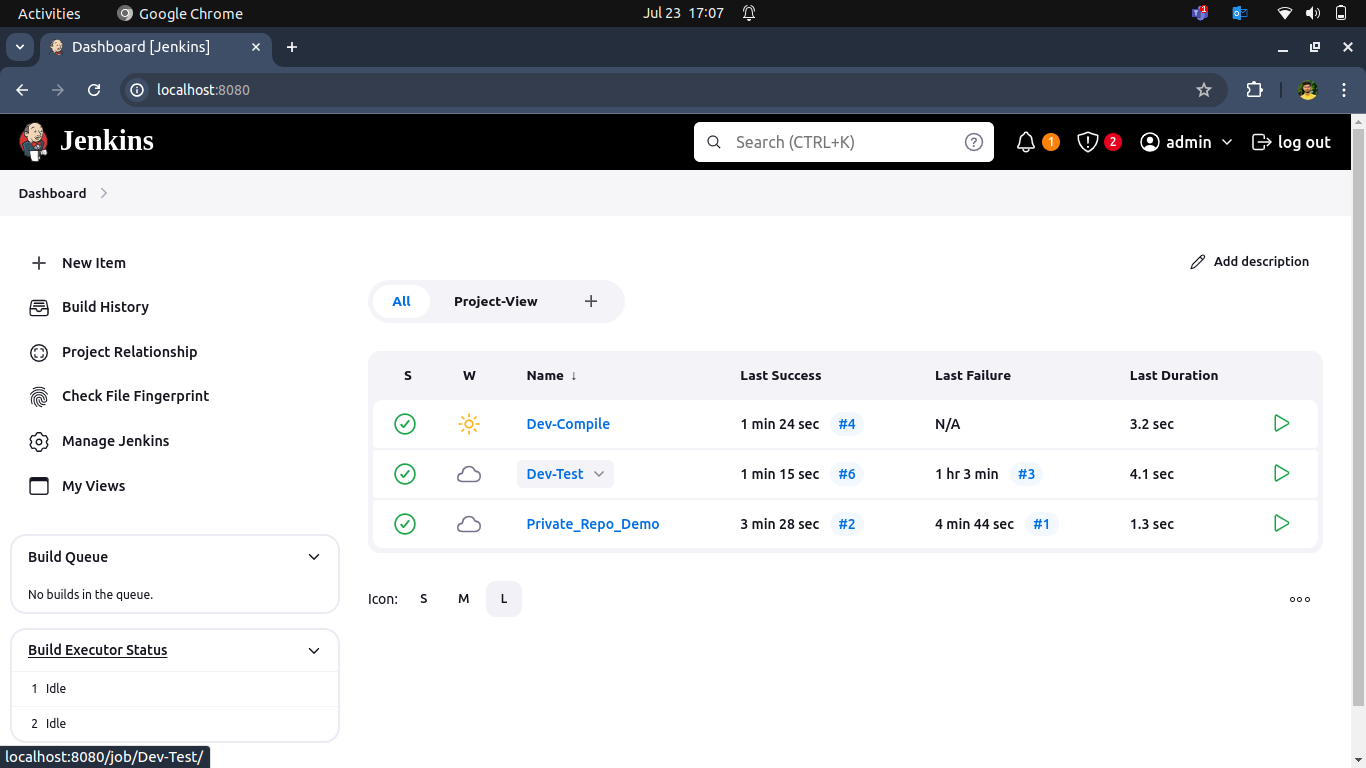 Activities Google Chrome Jul 23 17:07 1
Dashboard [Jenkins]
localhost:8080
Jenkins Search (CTRL+K) 1 2 admin log out
Dashboard
New Item
Build History
Project Relationship
Check File Fingerprint
Manage Jenkins
My Views
Build Queue
No builds in the queue.
Build Executor Status
1 Idle
2 Idle
Add description
All Project-View +
S W Name ↓ Last Success Last Failure Last Duration
Dev-Compile 1 min 24 sec #4 N/A 3.2 sec
Dev-Test 1 min 15 sec #6 1 hr 3 min #3 4.1 sec
Private_Repo_Demo 3 min 28 sec #2 4 min 44 sec #1 1.3 sec
Icon: S M L
localhost:8080/job/Dev-Test/